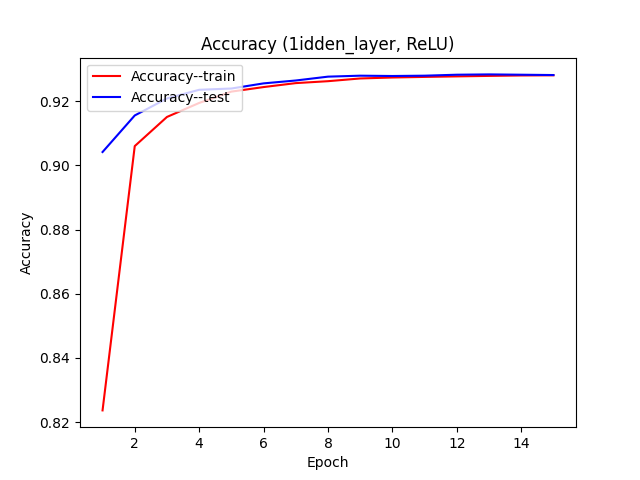 Accuracy (1idden_layer, ReLU)
Accuracy--train
Accuracy--test
0.92
0.90
0.88
0.86
0.84
0.82
Accuracy
2 4 6 8 10 12 14
Epoch